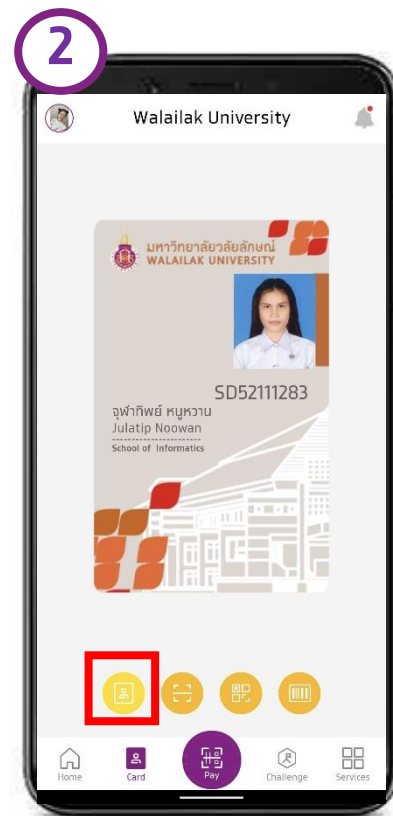 2
Walailak University
มหาวิทยาลัยวลัยลักษณ์
WALAILAK UNIVERSITY
SD52111283
จุฬาทิพย์ หนูหวาน
Julatip Noowan
School of Informatics
Home
Card
Pay
Challenge
Services